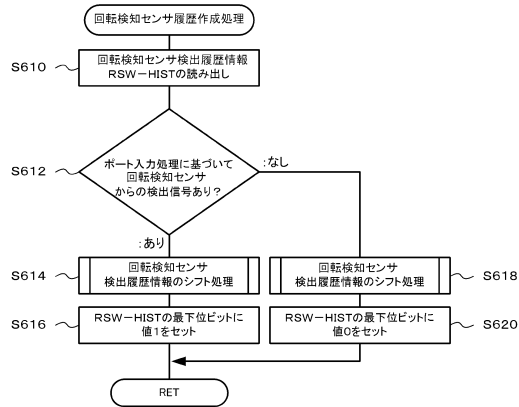 回転検知センサ履歴作成処理
S610
回転検知センサ検出履歴情報
RSW-HISTの読み出し
S612
ポート入力処理に基づいて
回転検知センサ
からの検出信号あり?
:なし
:あり
S614
回転検知センサ
検出履歴情報のシフト処理
回転検知センサ
検出履歴情報のシフト処理
S618
S616
RSW-HISTの最下位ビットに
値1をセット
RSW-HISTの最下位ビットに
値0をセット
S620
RET